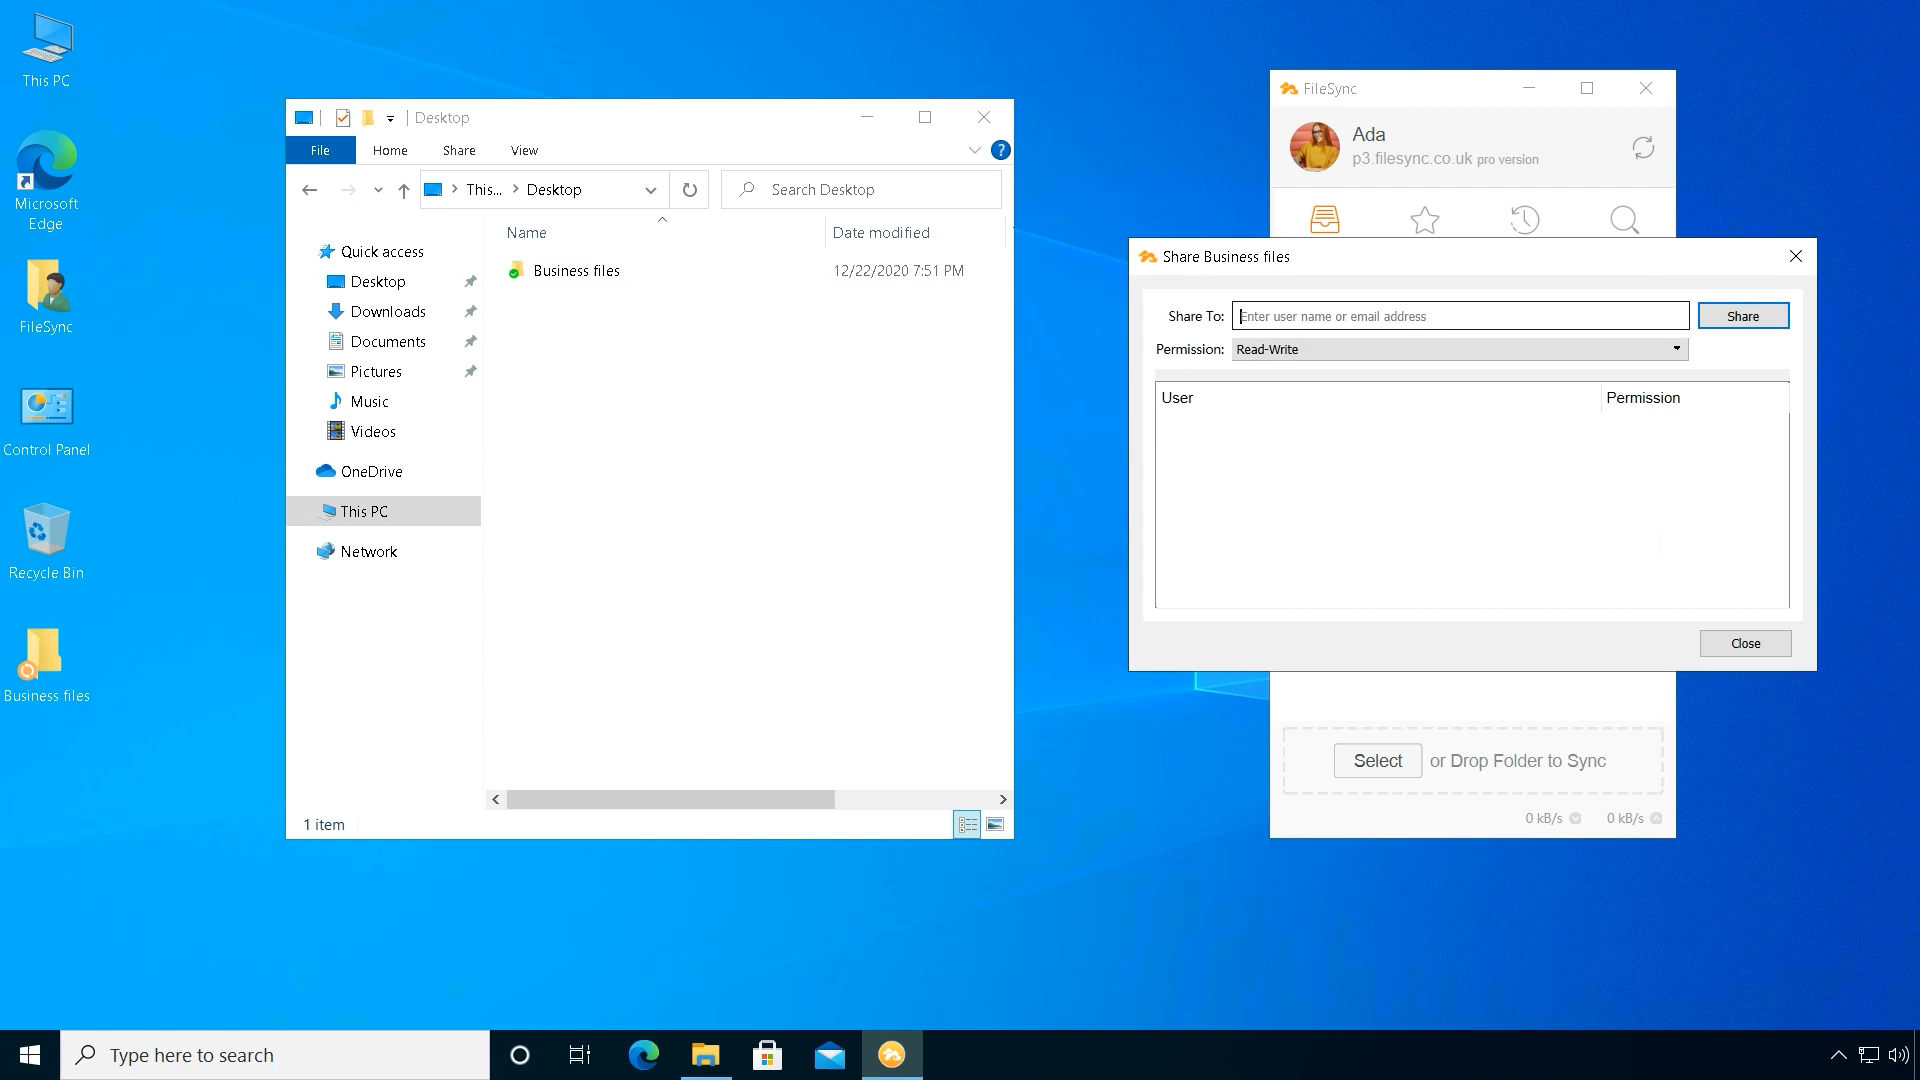 This PC
Microsoft
Edge
FileSync
Control Panel
Recycle Bin
Business files
Desktop
File Home Share View ?
This... Desktop
Search Desktop
Name Date modified
Quick access
Desktop
Downloads
Documents
Pictures
Music
Videos
OneDrive
This PC
Network
Business files 12/22/2020 7:51 PM
1 item
FileSync
Ada
p3.filesync.co.uk pro version
Share Business files
Share To: Enter user name or email address Share
Permission: Read-Write
User Permission
Close
Select or Drop Folder to Sync
0 kB/s 0 kB/s
Type here to search